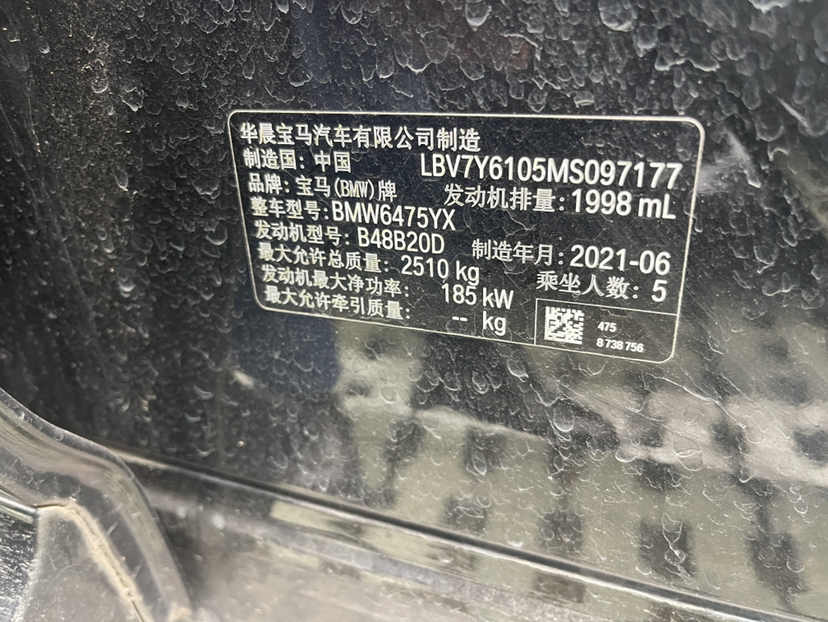 华晨宝马汽车有限公司制造
制造国: 中国 LBV7Y6105MS097177
品牌: 宝马(BMW)牌 发动机排量: 1998 mL
整车型号: BMW6475YX
发动机型号: B48B20D 制造年月: 2021-06
最大允许总质量: 2510 kg 乘坐人数: 5
发动机最大净功率: 185 kW
最大允许牵引质量: -- kg
475
8 738 756